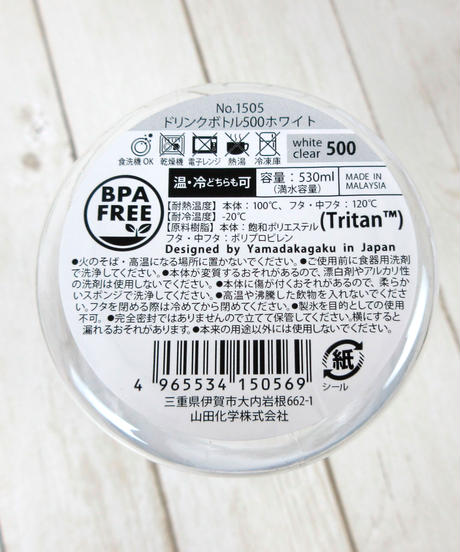 No.1505
ドリンクボトル500ホワイト
食洗機OK 乾燥機 電子レンジ 熱湯 冷凍庫
white clear 500
温・冷どちらも可
容量:530ml
(満水容量)
MADE IN MALAYSIA
BPA FREE
【耐熱温度】本体:100℃、フタ・中フタ:120℃
【耐冷温度】-20℃
【原料樹脂】本体:飽和ポリエステル(Tritan™)
フタ・中フタ:ポリプロピレン
Designed by Yamadakagaku in Japan
●火のそば・高温になる場所に置かないでください。●ご使用前に食器用洗剤
で洗浄してください。●本体が変質するおそれがあるので、漂白剤やアルカリ性
の洗剤は使用しないでください。●本体に傷が付くおそれがあるので、柔らか
いスポンジで洗浄してください。●高温や沸騰した飲物を入れないでくださ
い。フタを閉める際は冷めてから閉めてください。●製氷を目的としての使用
不可。●完全密封ではありませんので立てて保管してください。横にすると
漏れるおそれがあります。●本来の用途以外には使用しないでください。
4 965534 150569
紙
シール
三重県伊賀市大内岩根662-1
山田化学株式会社